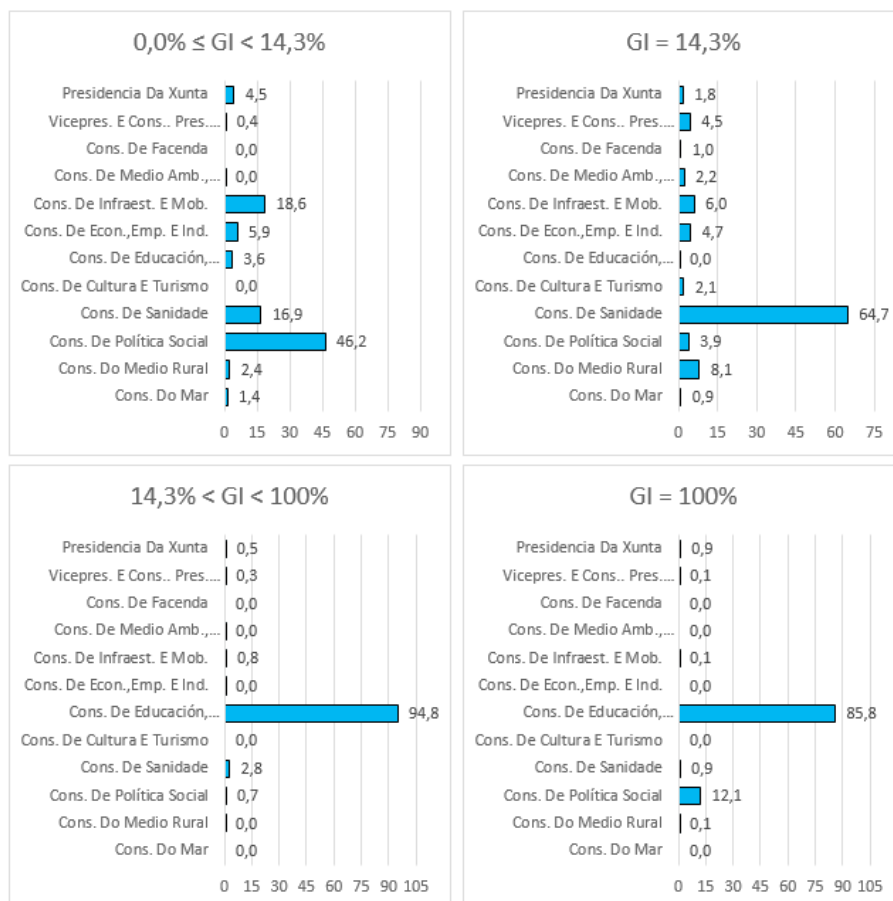 0,0% ≤ GI < 14,3%
Presidencia Da Xunta 4,5
Vicepres. E Cons.. Pres.... 0,4
Cons. De Facenda 0,0
Cons. De Medio Amb.,... 0,0
Cons. De Infraest. E Mob. 18,6
Cons. De Econ.,Emp. E Ind. 5,9
Cons. De Educación,... 3,6
Cons. De Cultura E Turismo 0,0
Cons. De Sanidade 16,9
Cons. De Política Social 46,2
Cons. Do Medio Rural 2,4
Cons. Do Mar 1,4
0 15 30 45 60 75 90
GI = 14,3%
Presidencia Da Xunta 1,8
Vicepres. E Cons.. Pres.... 4,5
Cons. De Facenda 1,0
Cons. De Medio Amb.,... 2,2
Cons. De Infraest. E Mob. 6,0
Cons. De Econ.,Emp. E Ind. 4,7
Cons. De Educación,... 0,0
Cons. De Cultura E Turismo 2,1
Cons. De Sanidade 64,7
Cons. De Política Social 3,9
Cons. Do Medio Rural 8,1
Cons. Do Mar 0,9
0 15 30 45 60 75
14,3% < GI < 100%
Presidencia Da Xunta 0,5
Vicepres. E Cons.. Pres.... 0,3
Cons. De Facenda 0,0
Cons. De Medio Amb.,... 0,0
Cons. De Infraest. E Mob. 0,8
Cons. De Econ.,Emp. E Ind. 0,0
Cons. De Educación,... 94,8
Cons. De Cultura E Turismo 0,0
Cons. De Sanidade 2,8
Cons. De Política Social 0,7
Cons. Do Medio Rural 0,0
Cons. Do Mar 0,0
0 15 30 45 60 75 90 105
GI = 100%
Presidencia Da Xunta 0,9
Vicepres. E Cons.. Pres.... 0,1
Cons. De Facenda 0,0
Cons. De Medio Amb.,... 0,0
Cons. De Infraest. E Mob. 0,1
Cons. De Econ.,Emp. E Ind. 0,0
Cons. De Educación,... 85,8
Cons. De Cultura E Turismo 0,0
Cons. De Sanidade 0,9
Cons. De Política Social 12,1
Cons. Do Medio Rural 0,1
Cons. Do Mar 0,0
0 15 30 45 60 75 90 105